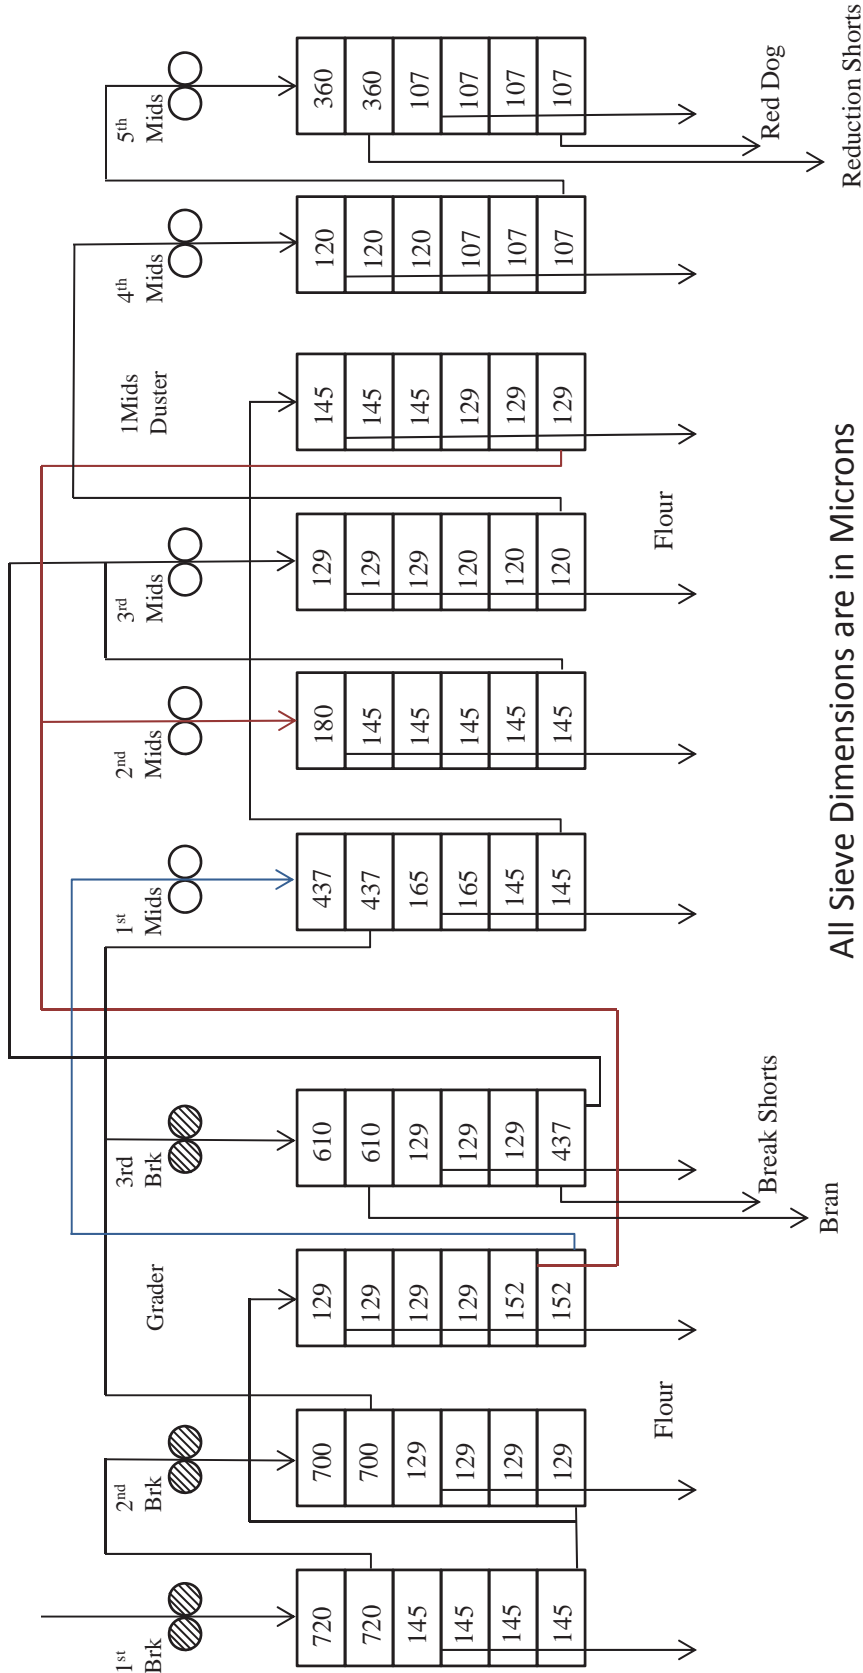 1st
Brk
720
720
145
145
145
145
2nd
Brk
700
700
129
129
129
129
Grader
129
129
129
129
152
152
3rd
Brk
610
610
129
129
129
437
1st
Mids
437
437
165
165
145
145
2nd
Mids
180
145
145
145
145
145
3rd
Mids
129
129
129
120
120
120
1Mids
Duster
145
145
145
129
129
129
4th
Mids
120
120
120
107
107
107
5th
Mids
360
360
107
107
107
107
Flour
Flour
Break Shorts
Bran
Red Dog
Reduction Shorts
All Sieve Dimensions are in Microns